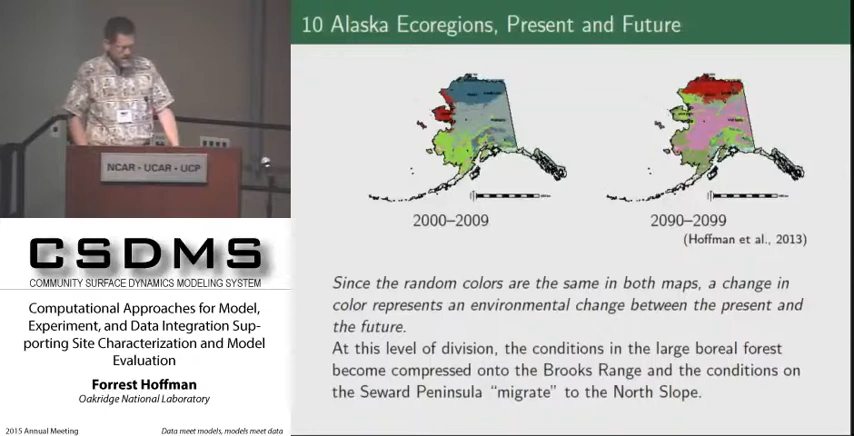 10 Alaska Ecoregions, Present and Future
NCAR • UCAR • UCP
2000–2009
2090–2099
(Hoffman et al., 2013)
CSDMS
COMMUNITY SURFACE DYNAMICS MODELING SYSTEM
Computational Approaches for Model,
Experiment, and Data Integration Sup-
porting Site Characterization and Model
Evaluation
Forrest Hoffman
Oakridge National Laboratory
2015 Annual Meeting
Data meet models, models meet data
Since the random colors are the same in both maps, a change in
color represents an environmental change between the present and
the future.
At this level of division, the conditions in the large boreal forest
become compressed onto the Brooks Range and the conditions on
the Seward Peninsula “migrate” to the North Slope.